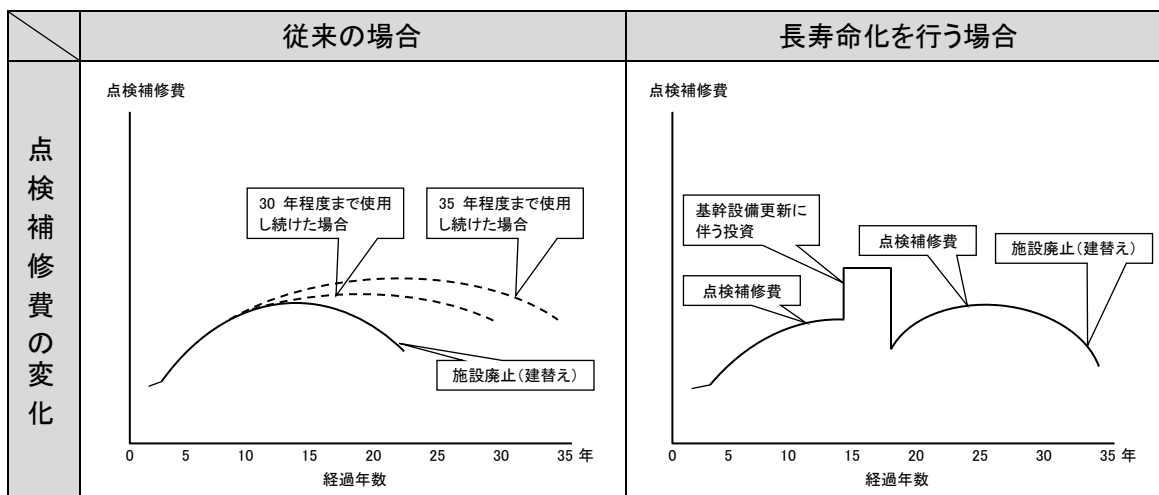 従来の場合
長寿命化を行う場合
点検補修費の変化
点検補修費
30 年程度まで使用
し続けた場合
35 年程度まで使用
し続けた場合
施設廃止(建替え)
0 5 10 15 20 25 30 35 年
経過年数
点検補修費
基幹設備更新に
伴う投資
点検補修費
点検補修費
施設廃止(建替え)
0 5 10 15 20 25 30 35 年
経過年数